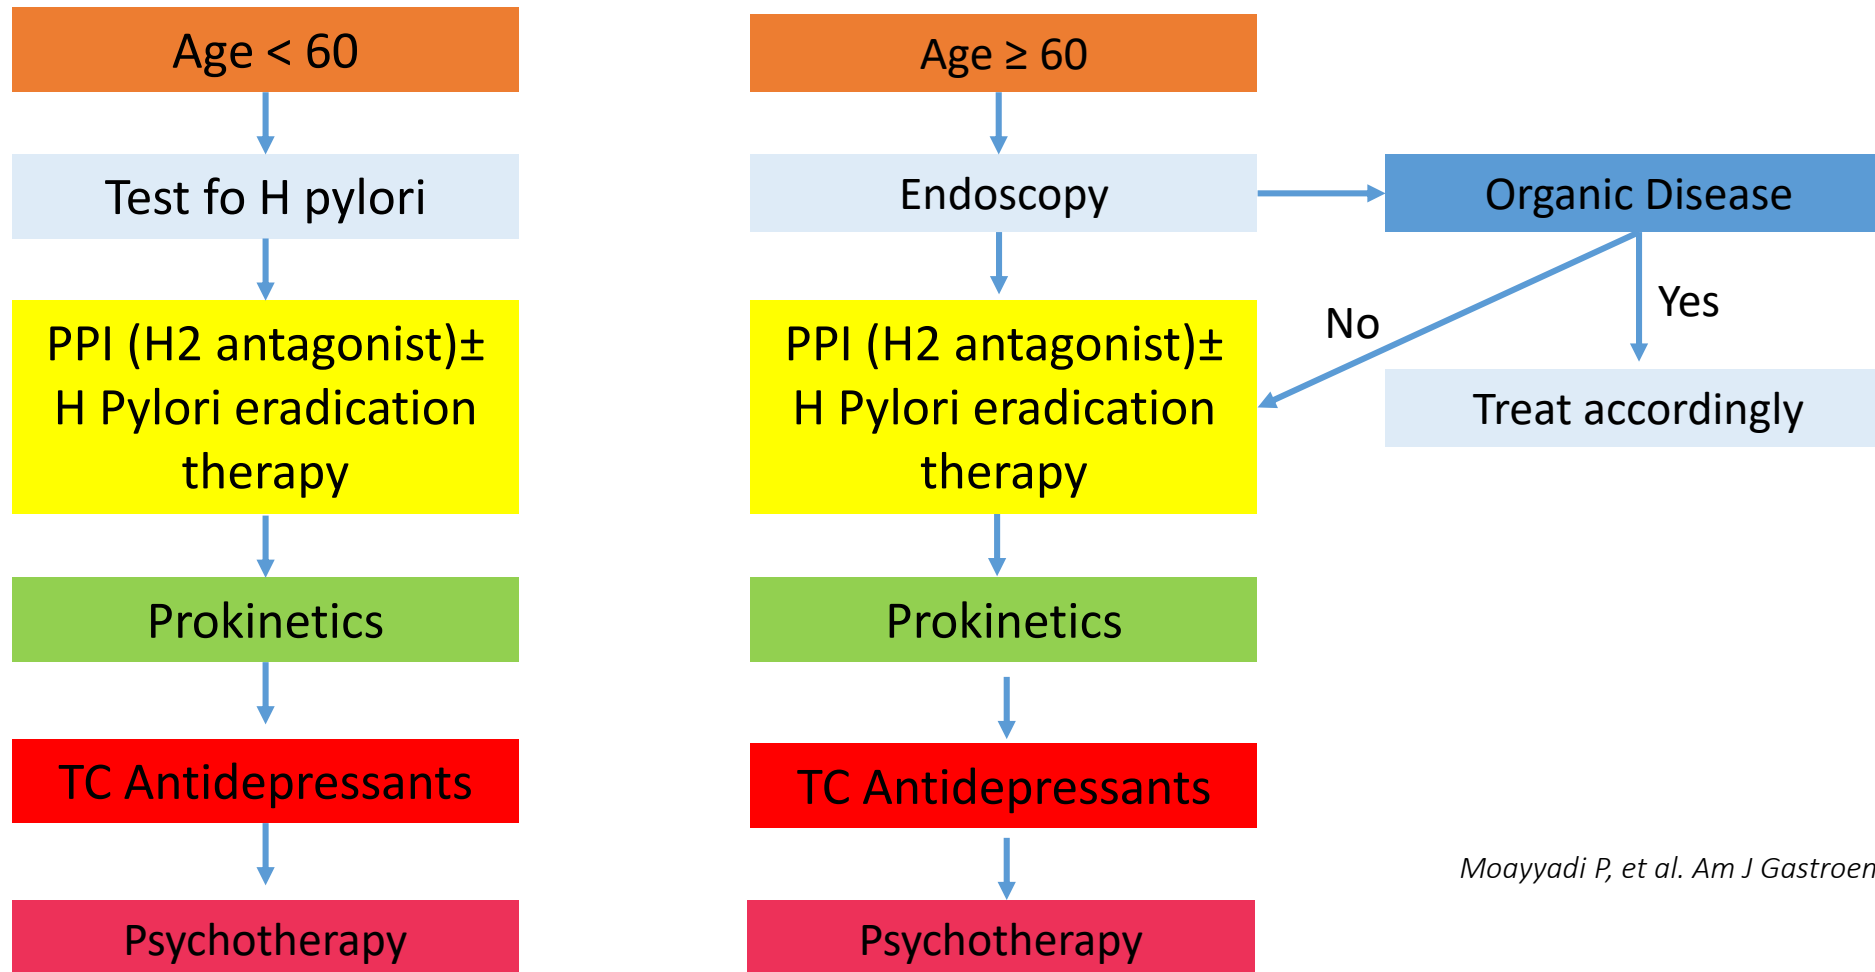 Age < 60
Test fo H pylori
PPI (H2 antagonist)±
H Pylori eradication
therapy
Prokinetics
TC Antidepressants
Psychotherapy
Age ≥ 60
Endoscopy
PPI (H2 antagonist)±
H Pylori eradication
therapy
Prokinetics
TC Antidepressants
Psychotherapy
Organic Disease
No
Yes
Treat accordingly
Moayyadi P, et al. Am J Gastroen